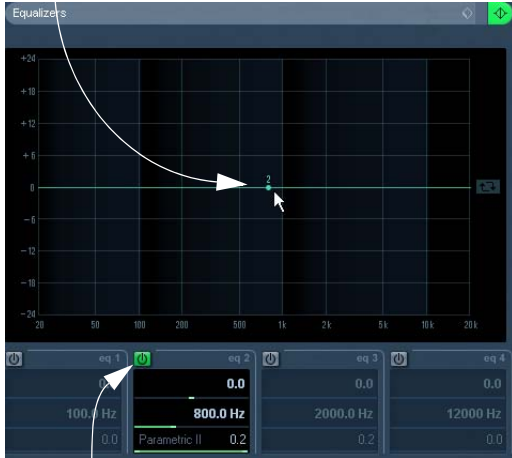 Equalizers
+24
+18
+12
+6
0
-6
-12
-18
-24
20 50 100 200 500 1k 2k 5k 10k 20k
2
eq 1 eq 2 eq 3 eq 4
0.0 0.0 0.0
100.0 Hz 800.0 Hz 2000.0 Hz 12000 Hz
0.0 Parametric II 0.2 0.2 0.0